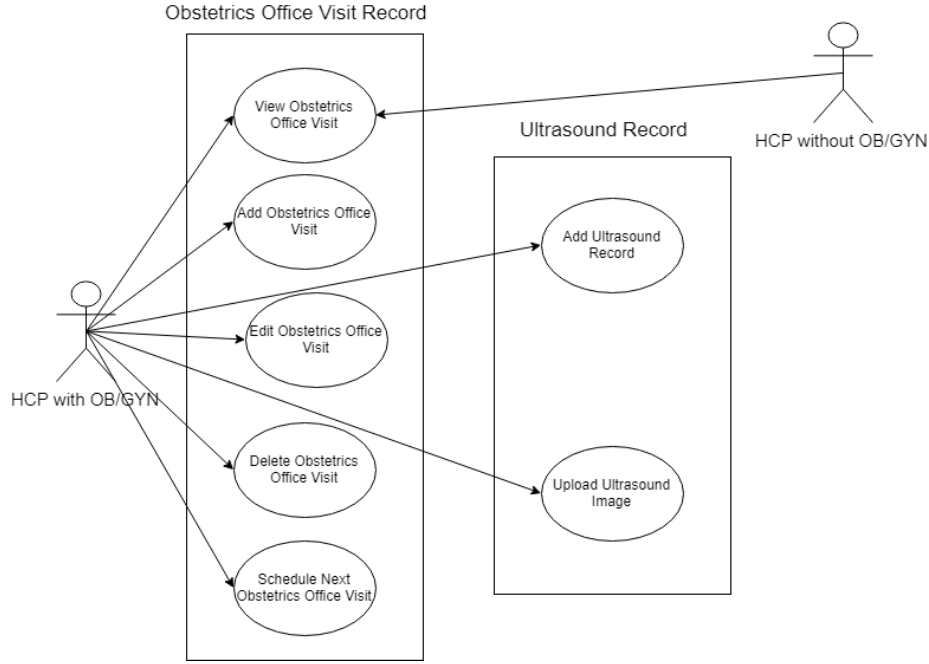 Obstetrics Office Visit Record
View Obstetrics
Office Visit
HCP without OB/GYN
Ultrasound Record
Add Obstetrics Office
Visit
Add Ultrasound
Record
Edit Obstetrics Office
Visit
HCP with OB/GYN
Delete Obstetrics
Office Visit
Upload Ultrasound
Image
Schedule Next
Obstetrics Office Visit